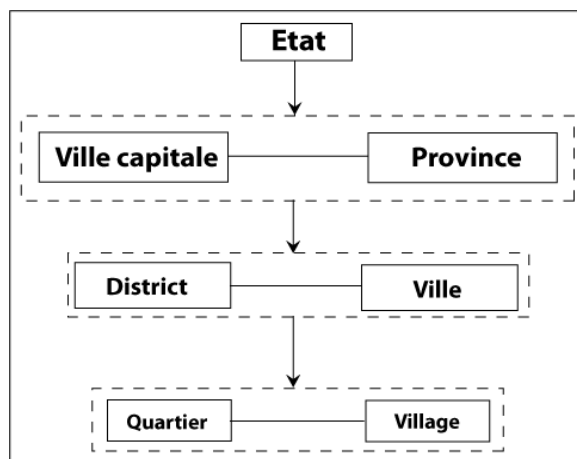 Etat
Ville capitale
Province
District
Ville
Quartier
Village